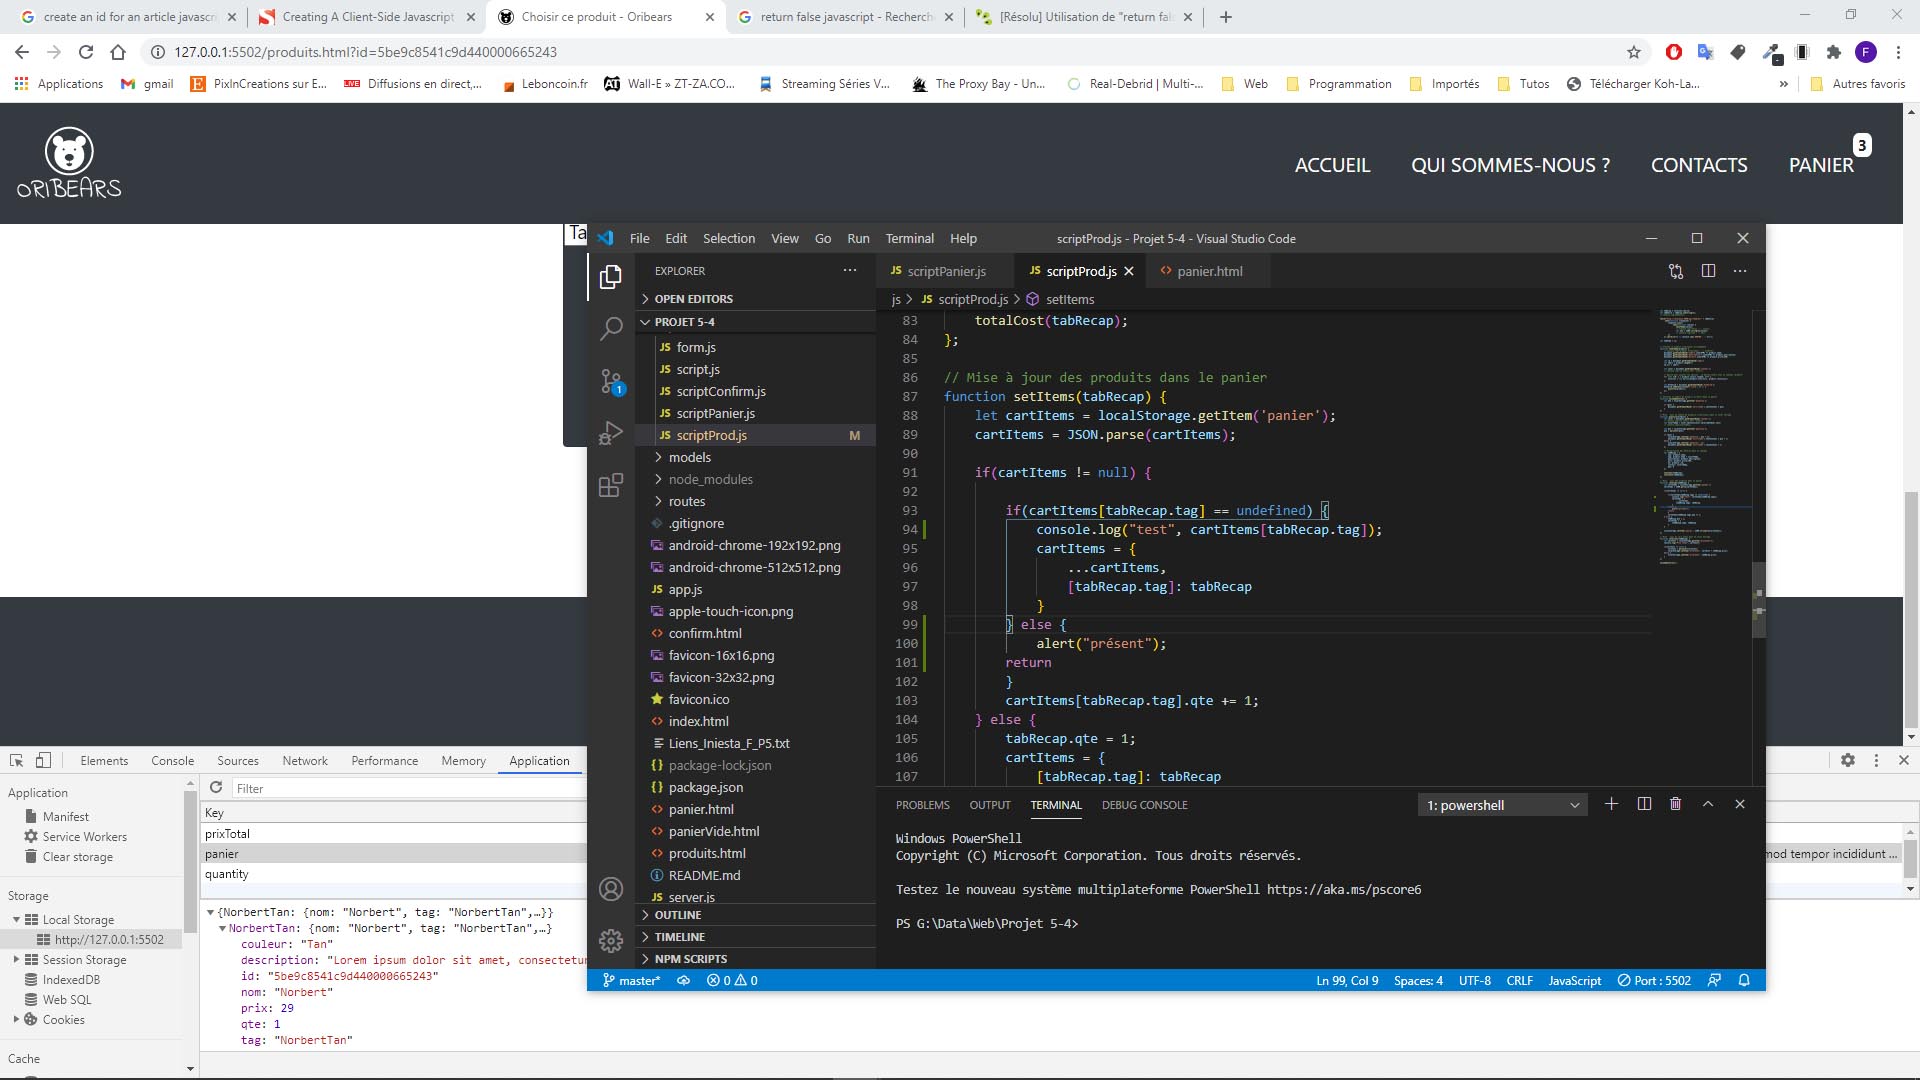 create an id for an article javascri
Creating A Client-Side Javascript
Choisir ce produit - Oribears
return false javascript - Recherch
[Résolu] Utilisation de "return fal
127.0.0.1:5502/produits.html?id=5be9c8541c9d440000665243
F
Applications
gmail
PixInCreations sur E...
LIVE
Diffusions en direct,...
Leboncoin.fr
Wall-E » ZT-ZA.CO...
Streaming Séries V...
The Proxy Bay - Un...
Real-Debrid | Multi-...
Web
Programmation
Importés
Tutos
Télécharger Koh-La...
»
Autres favoris
ORIBEARS
ACCUEIL
QUI SOMMES-NOUS ?
CONTACTS
PANIER
3
Ta
File Edit Selection View Go Run Terminal Help
scriptProd.js - Projet 5-4 - Visual Studio Code
EXPLORER
OPEN EDITORS
PROJET 5-4
JS form.js
JS script.js
JS scriptConfirm.js
JS scriptPanier.js
JS scriptProd.js M
models
node_modules
routes
.gitignore
android-chrome-192x192.png
android-chrome-512x512.png
JS app.js
apple-touch-icon.png
<> confirm.html
favicon-16x16.png
favicon-32x32.png
favicon.ico
<> index.html
Liens_Iniesta_F_P5.txt
{} package-lock.json
{} package.json
<> panier.html
<> panierVide.html
<> produits.html
README.md
JS server.js
OUTLINE
TIMELINE
NPM SCRIPTS
1
JS scriptPanier.js
JS scriptProd.js
<> panier.html
js > JS scriptProd.js > setItems
83 totalCost(tabRecap);
84 };
85
86 // Mise à jour des produits dans le panier
87 function setItems(tabRecap) {
88 let cartItems = localStorage.getItem('panier');
89 cartItems = JSON.parse(cartItems);
90
91 if(cartItems != null) {
92
93 if(cartItems[tabRecap.tag] == undefined) {
94 console.log("test", cartItems[tabRecap.tag]);
95 cartItems = {
96 ...cartItems,
97 [tabRecap.tag]: tabRecap
98 }
99 } else {
100 alert("présent");
101 return
102 }
103 cartItems[tabRecap.tag].qte += 1;
104 } else {
105 tabRecap.qte = 1;
106 cartItems = {
107 [tabRecap.tag]: tabRecap
PROBLEMS OUTPUT TERMINAL DEBUG CONSOLE
1: powershell
Windows PowerShell
Copyright (C) Microsoft Corporation. Tous droits réservés.
Testez le nouveau système multiplateforme PowerShell https://aka.ms/pscore6
PS G:\Data\Web\Projet 5-4>
master*
0
0
Ln 99, Col 9
Spaces: 4
UTF-8
CRLF
JavaScript
Port : 5502
Elements Console Sources Network Performance Memory Application
Application
Manifest
Service Workers
Clear storage
Storage
Local Storage
http://127.0.0.1:5502
Session Storage
IndexedDB
Web SQL
Cookies
Cache
Filter
Key
prixTotal
panier
quantity
mod tempor incididunt ...
{NorbertTan: {nom: "Norbert", tag: "NorbertTan",…}}
NorbertTan: {nom: "Norbert", tag: "NorbertTan",…}
couleur: "Tan"
description: "Lorem ipsum dolor sit amet, consectetur
id: "5be9c8541c9d440000665243"
nom: "Norbert"
prix: 29
qte: 1
tag: "NorbertTan"